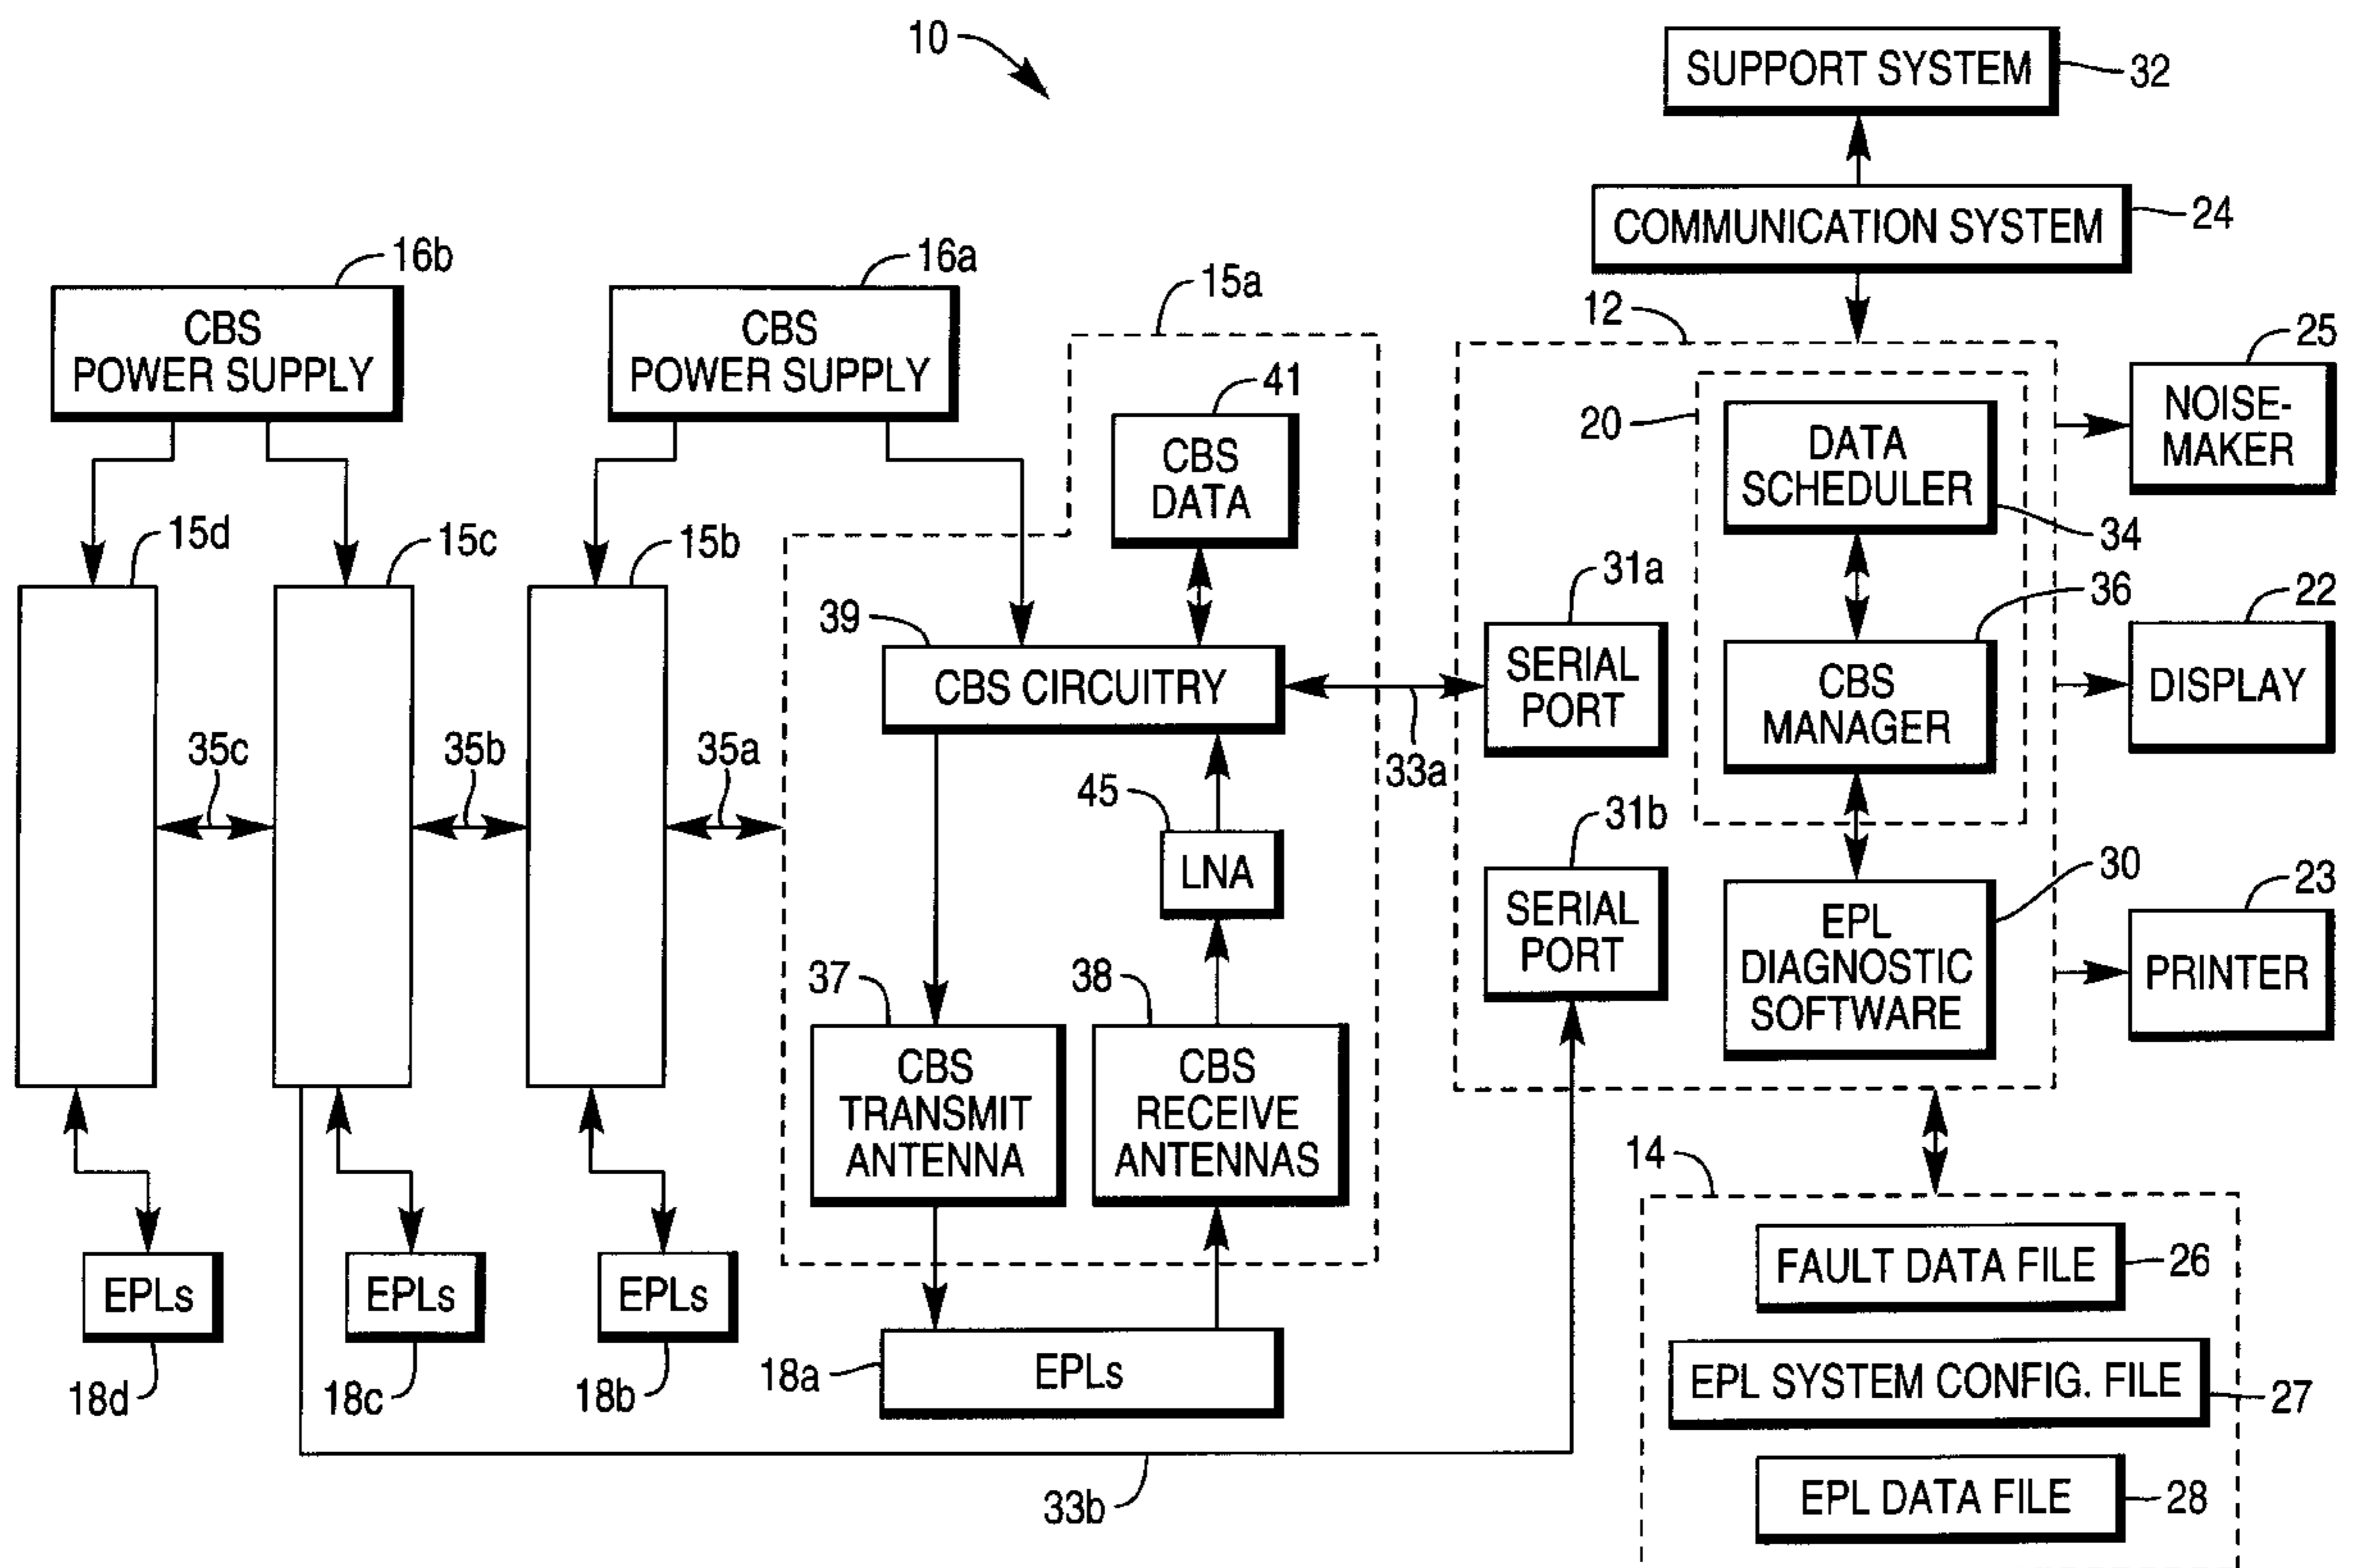 10
SUPPORT SYSTEM
32
COMMUNICATION SYSTEM
24
16b
CBS
POWER SUPPLY
16a
CBS
POWER SUPPLY
15a
41
CBS
DATA
12
20
DATA
SCHEDULER
34
25
NOISE-
MAKER
15d
15c
15b
39
CBS CIRCUITRY
31a
SERIAL
PORT
33a
36
CBS
MANAGER
22
DISPLAY
35c
35b
35a
45
LNA
31b
SERIAL
PORT
30
EPL
DIAGNOSTIC
SOFTWARE
23
PRINTER
37
CBS
TRANSMIT
ANTENNA
38
CBS
RECEIVE
ANTENNAS
14
FAULT DATA FILE
26
EPL SYSTEM CONFIG. FILE
27
EPL DATA FILE
28
EPLs
18d
EPLs
18c
EPLs
18b
18a
EPLs
33b